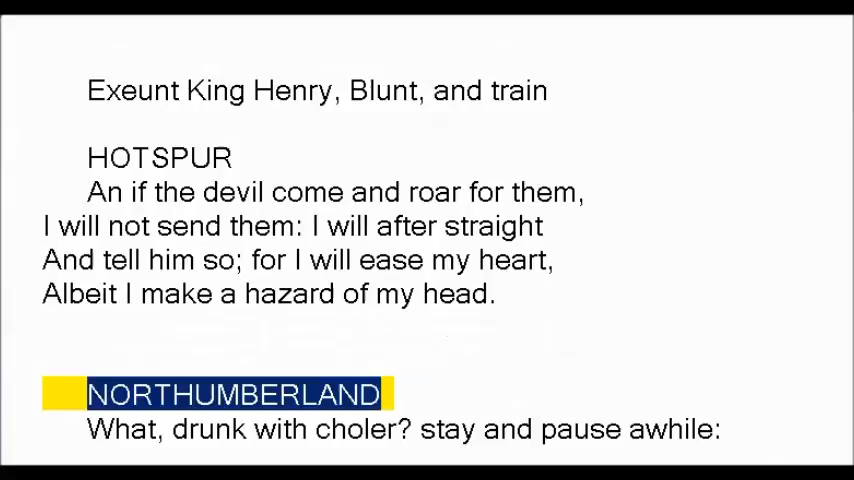 Exeunt King Henry, Blunt, and train
HOTSPUR
An if the devil come and roar for them,
I will not send them: I will after straight
And tell him so; for I will ease my heart,
Albeit I make a hazard of my head.
NORTHUMBERLAND
What, drunk with choler? stay and pause awhile: